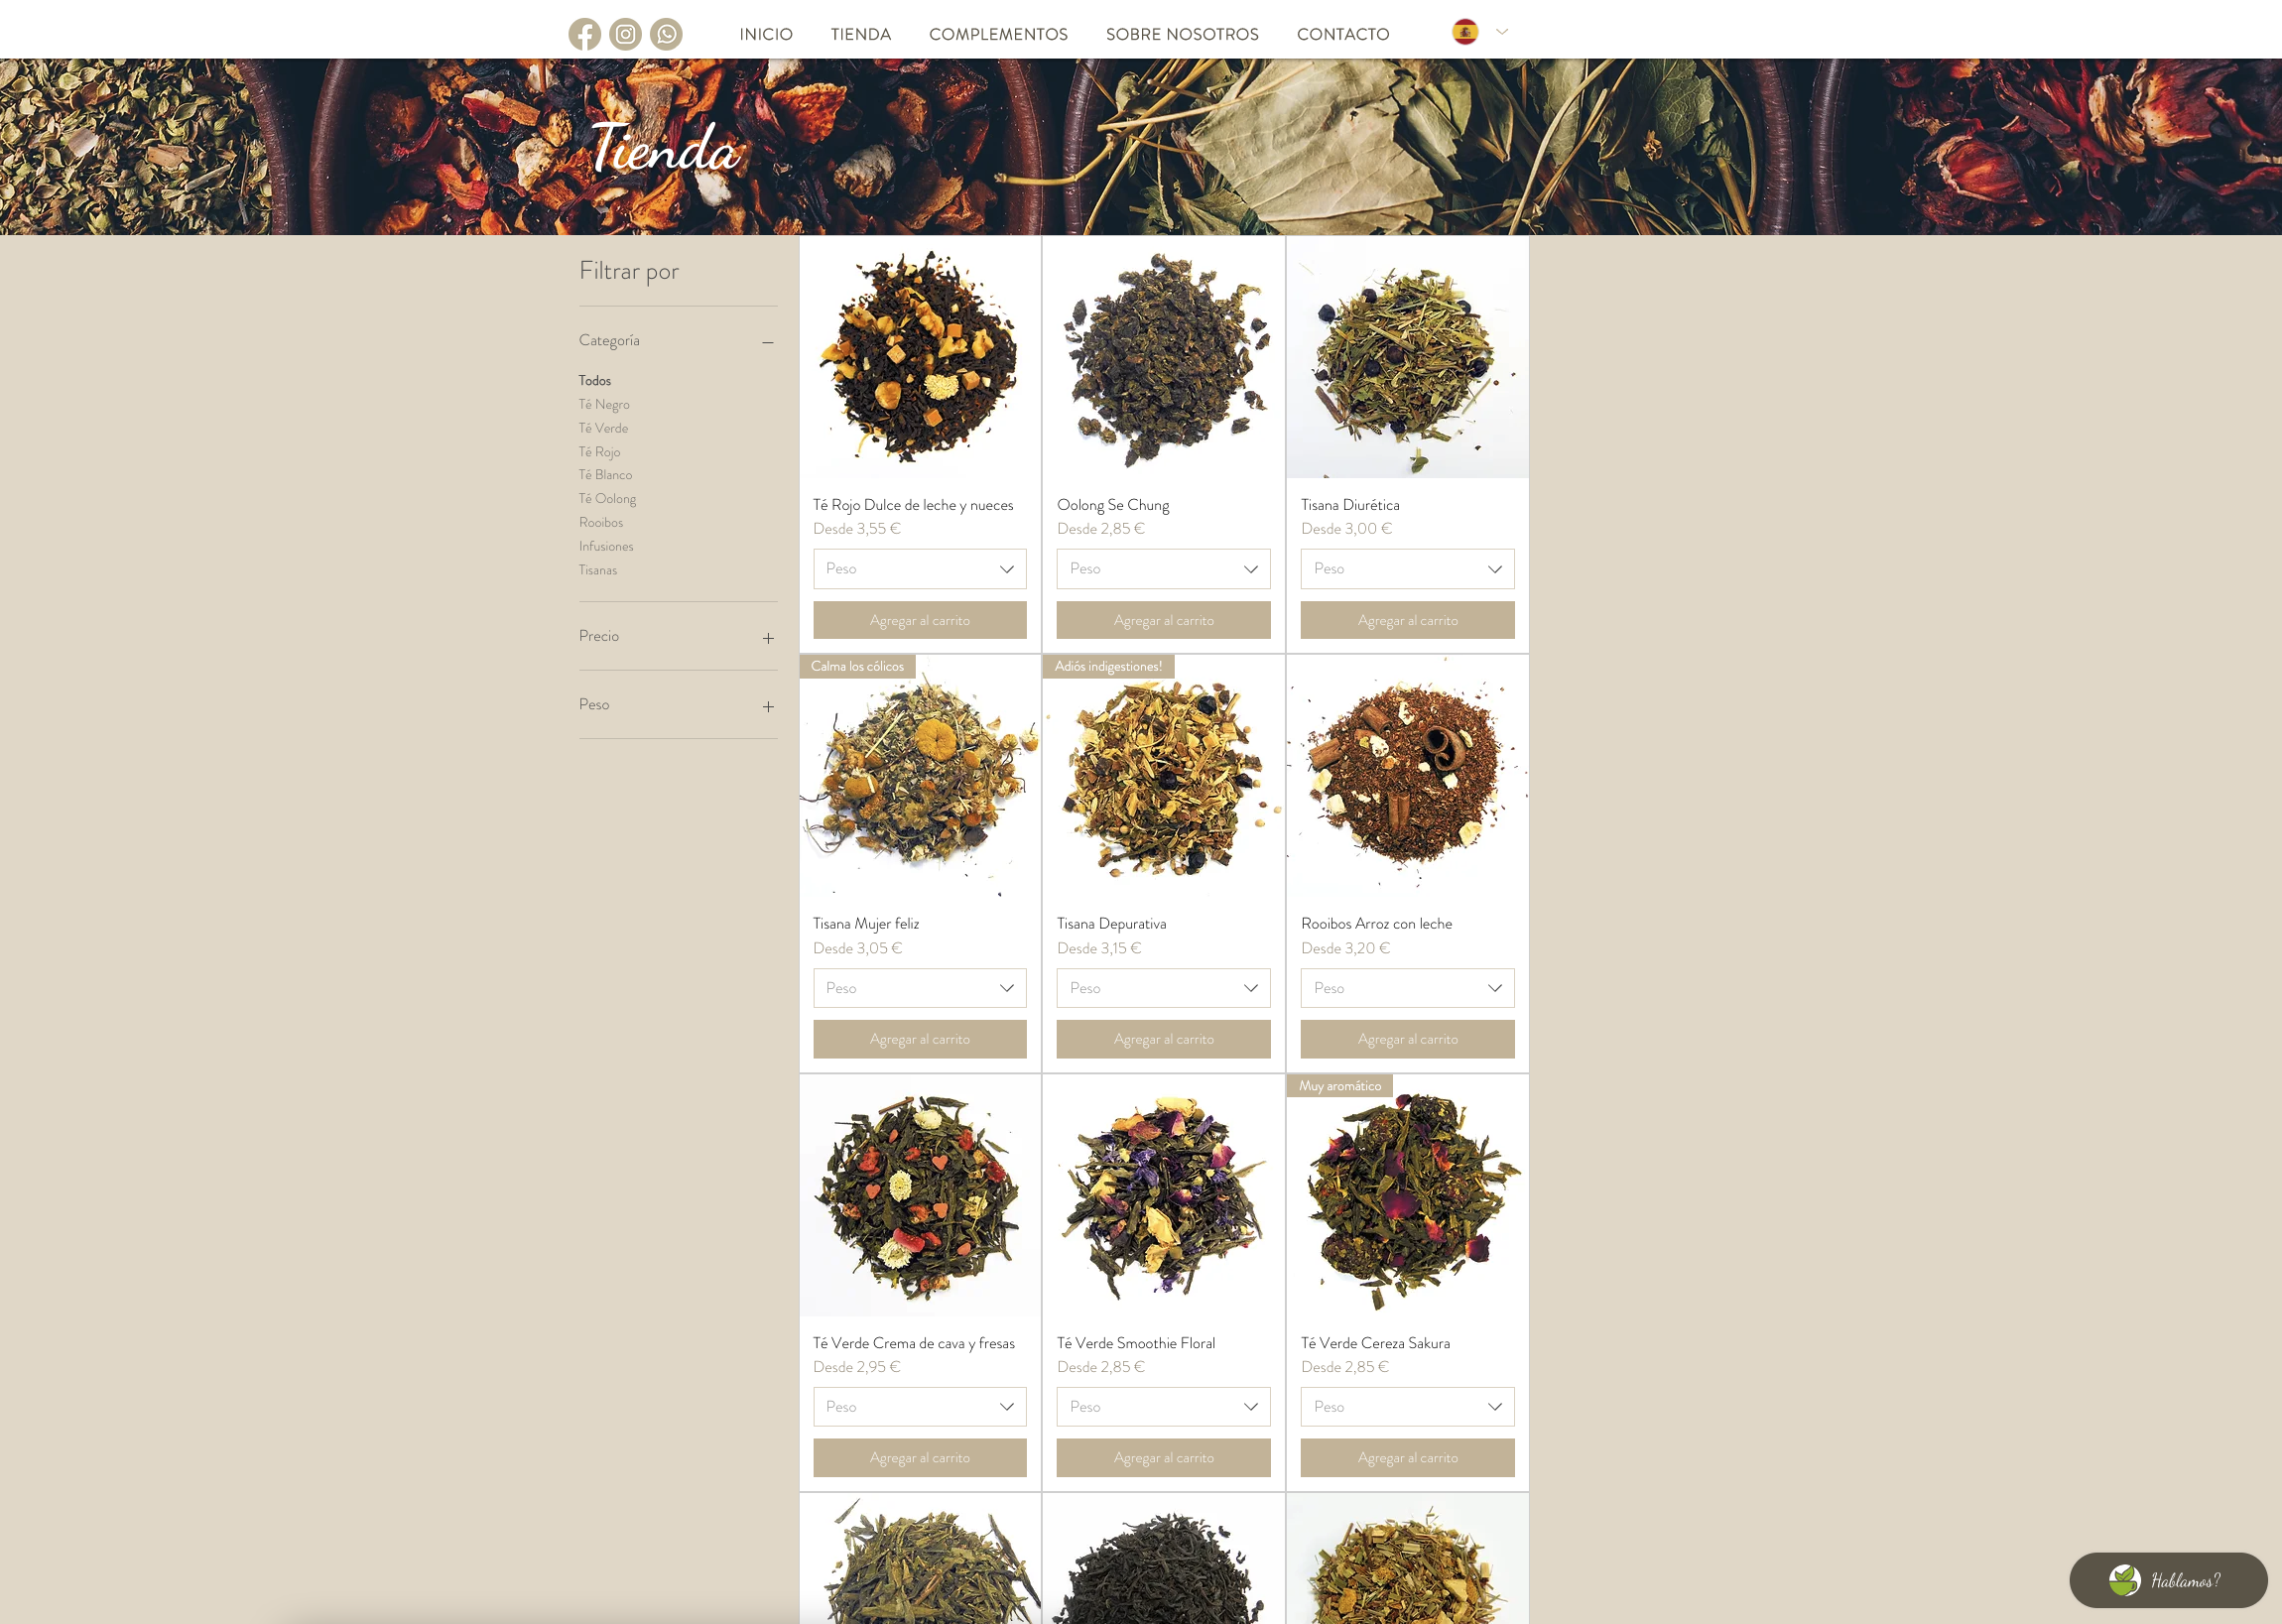 INICIO TIENDA COMPLEMENTOS SOBRE NOSOTROS CONTACTO
Tienda
Filtrar por
Categoría
Todos
Té Negro
Té Verde
Té Rojo
Té Blanco
Té Oolong
Rooibos
Infusiones
Tisanas
Precio
Peso
Té Rojo Dulce de leche y nueces
Desde 3,55 €
Peso
Agregar al carrito
Oolong Se Chung
Desde 2,85 €
Peso
Agregar al carrito
Tisana Diurética
Desde 3,00 €
Peso
Agregar al carrito
Calma los cólicos
Tisana Mujer feliz
Desde 3,05 €
Peso
Agregar al carrito
Adiós indigestiones!
Tisana Depurativa
Desde 3,15 €
Peso
Agregar al carrito
Rooibos Arroz con leche
Desde 3,20 €
Peso
Agregar al carrito
Té Verde Crema de cava y fresas
Desde 2,95 €
Peso
Agregar al carrito
Té Verde Smoothie Floral
Desde 2,85 €
Peso
Agregar al carrito
Muy aromático
Té Verde Cereza Sakura
Desde 2,85 €
Peso
Agregar al carrito
Hablamos?